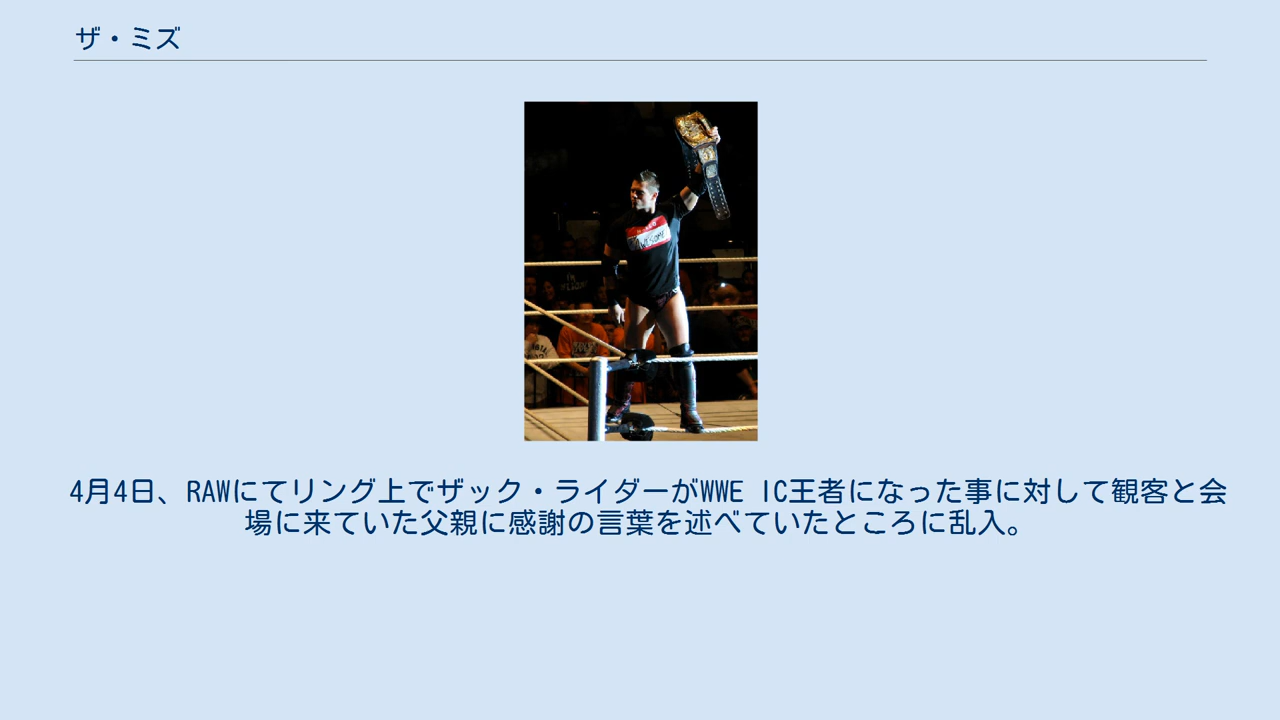 ザ・ミズ
4月4日、RAWにてリング上でザック・ライダーがWWE IC王者になった事に対して観客と会
場に来ていた父親に感謝の言葉を述べていたところに乱入。